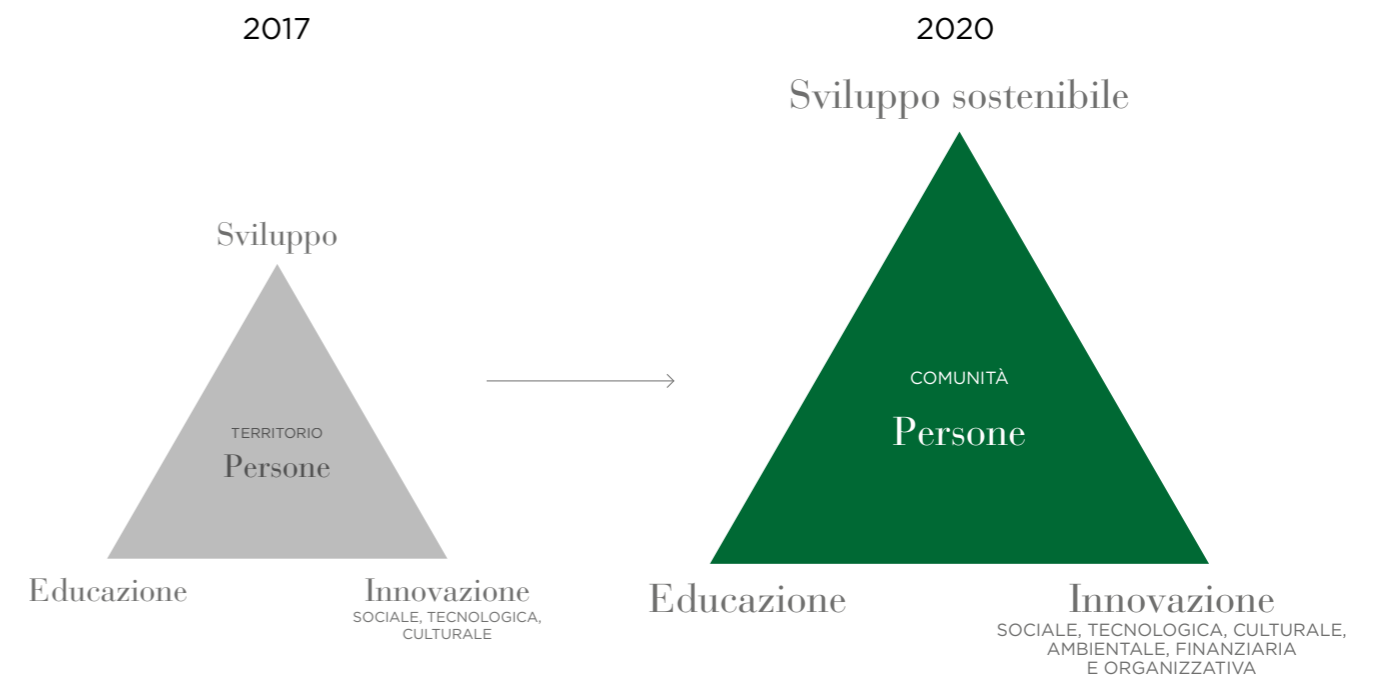 2017
Sviluppo
TERRITORIO
Persone
Educazione
Innovazione
SOCIALE, TECNOLOGICA,
CULTURALE
2020
Sviluppo sostenibile
COMUNITÀ
Persone
Educazione
Innovazione
SOCIALE, TECNOLOGICA, CULTURALE,
AMBIENTALE, FINANZIARIA
E ORGANIZZATIVA